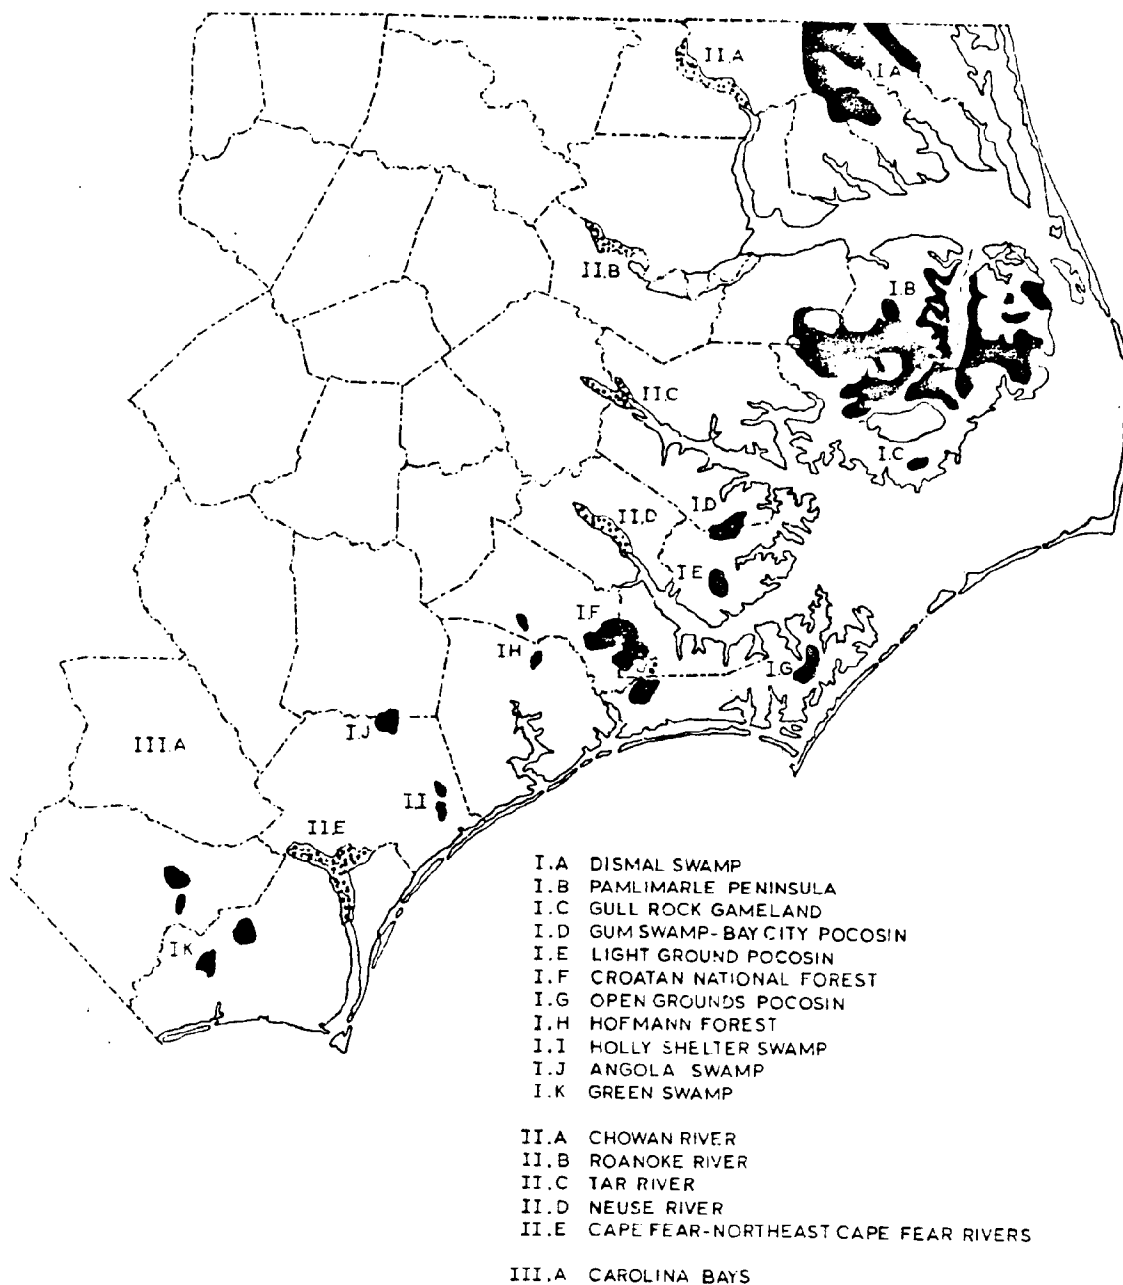 II.A
I.A
II.B
I.B
II.C
I.C
I.D
II.D
I.E
I.F
I.H
I.G
I.J
III.A
I.I
II.E
I.K
I.A DISMAL SWAMP
I.B PAMLIMARLE PENINSULA
I.C GULL ROCK GAMELAND
I.D GUM SWAMP-BAY CITY POCOSIN
I.E LIGHT GROUND POCOSIN
I.F CROATAN NATIONAL FOREST
I.G OPEN GROUNDS POCOSIN
I.H HOFMANN FOREST
I.I HOLLY SHELTER SWAMP
I.J ANGOLA SWAMP
I.K GREEN SWAMP
II.A CHOWAN RIVER
II.B ROANOKE RIVER
II.C TAR RIVER
II.D NEUSE RIVER
II.E CAPE FEAR-NORTHEAST CAPE FEAR RIVERS
III.A CAROLINA BAYS